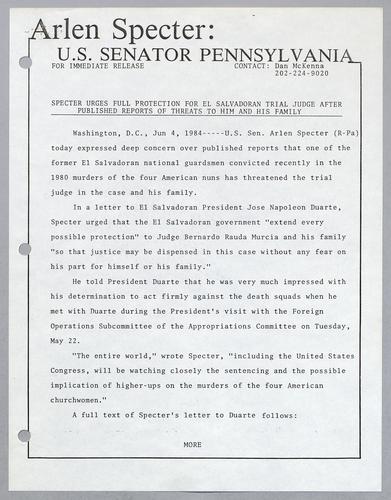 Arlen Specter:
U.S. SENATOR PENNSYLVANIA
FOR IMMEDIATE RELEASE CONTACT: Dan McKenna
202-224-9020
SPECTER URGES FULL PROTECTION FOR EL SALVADORAN TRIAL JUDGE AFTER
PUBLISHED REPORTS OF THREATS TO HIM AND HIS FAMILY
Washington, D.C., Jun 4, 1984-----U.S. Sen. Arlen Specter (R-Pa)
today expressed deep concern over published reports that one of the
former El Salvadoran national guardsmen convicted recently in the
1980 murders of the four American nuns has threatened the trial
judge in the case and his family.
In a letter to El Salvadoran President Jose Napoleon Duarte,
Specter urged that the El Salvadoran government "extend every
possible protection" to Judge Bernardo Rauda Murcia and his family
"so that justice may be dispensed in this case without any fear on
his part for himself or his family."
He told President Duarte that he was very much impressed with
his determination to act firmly against the death squads when he
met with Duarte during the President's visit with the Foreign
Operations Subcommittee of the Appropriations Committee on Tuesday,
May 22.
"The entire world," wrote Specter, "including the United States
Congress, will be watching closely the sentencing and the possible
implication of higher-ups on the murders of the four American
churchwomen."
A full text of Specter's letter to Duarte follows:
MORE